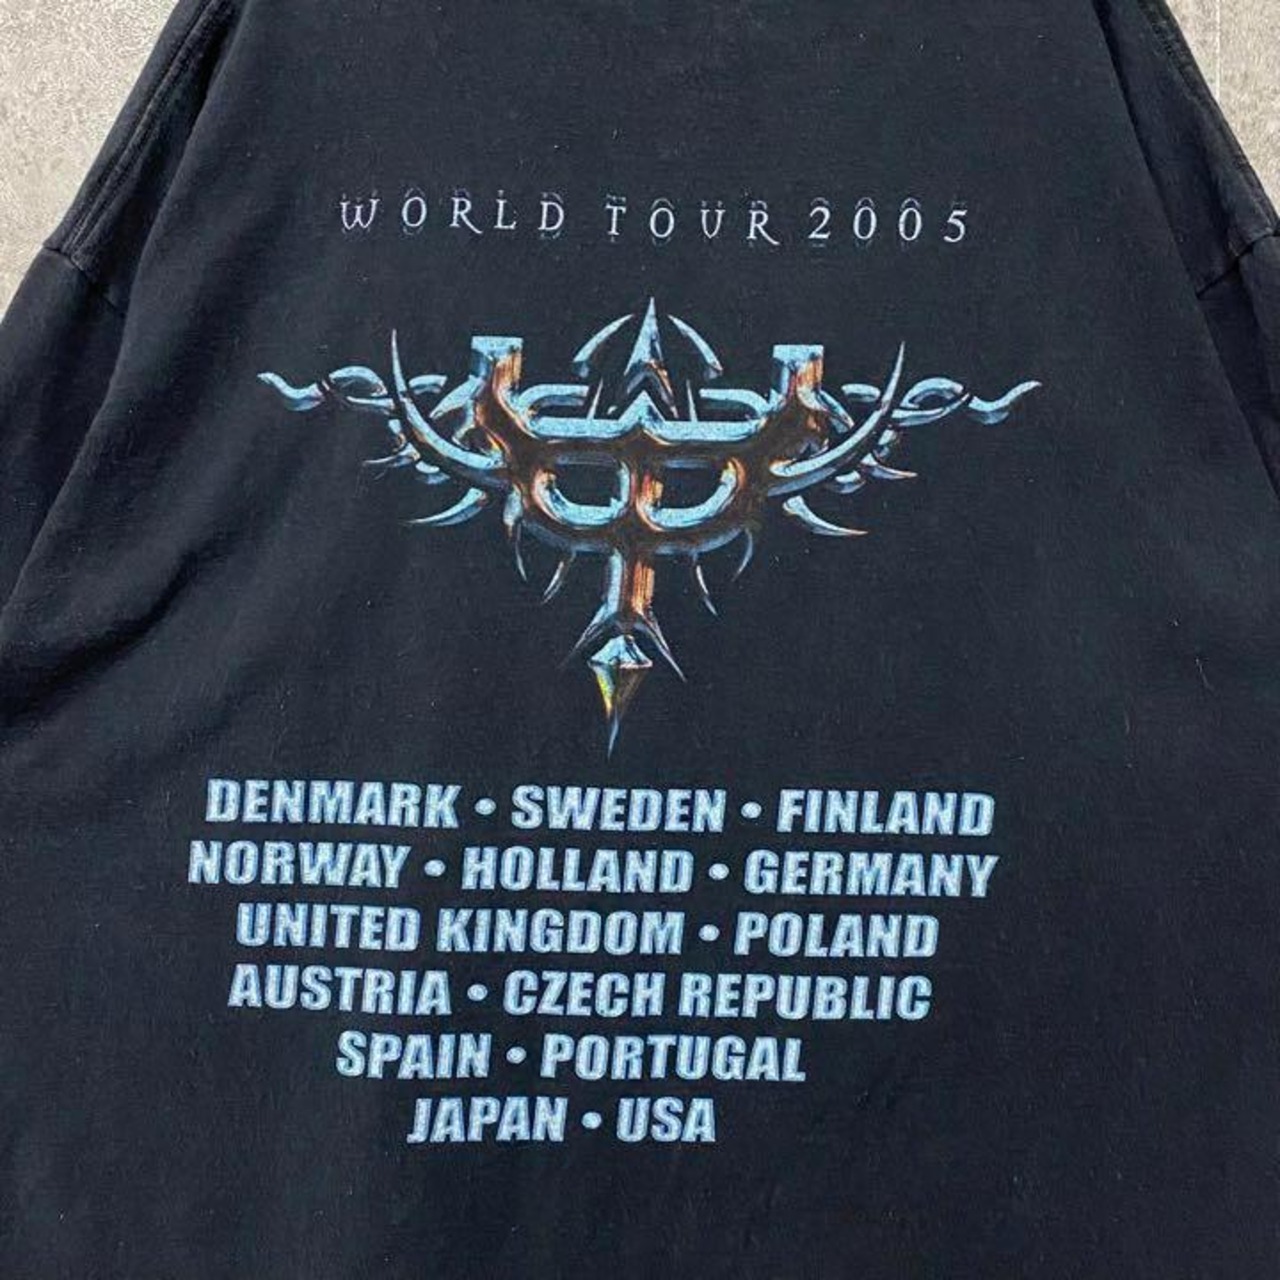 WORLD TOUR 2005
DENMARK • SWEDEN • FINLAND
NORWAY • HOLLAND • GERMANY
UNITED KINGDOM • POLAND
AUSTRIA • CZECH REPUBLIC
SPAIN • PORTUGAL
JAPAN • USA